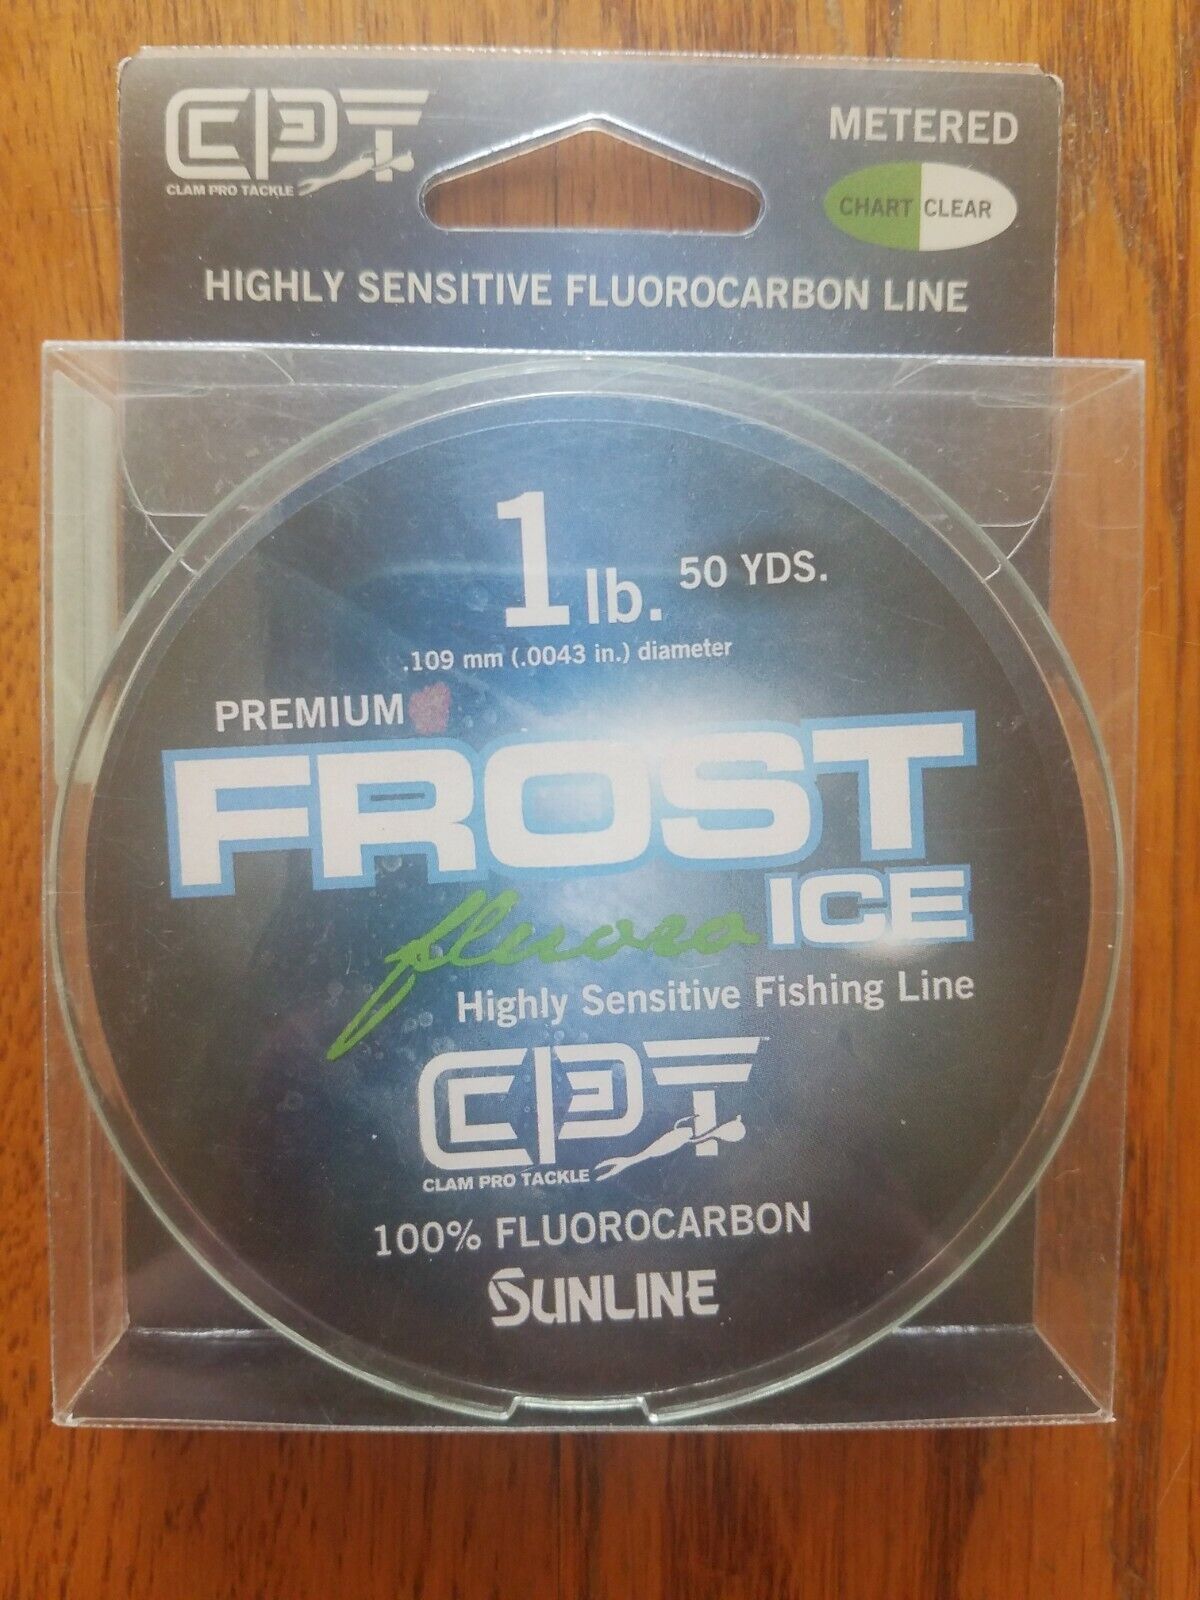 CPT
CLAM PRO TACKLE
METERED
CHART CLEAR
HIGHLY SENSITIVE FLUOROCARBON LINE
1 lb. 50 YDS.
.109 mm (.0043 in.) diameter
PREMIUM
FROST
fluoro ICE
Highly Sensitive Fishing Line
CPT
CLAM PRO TACKLE
100% FLUOROCARBON
SUNLINE